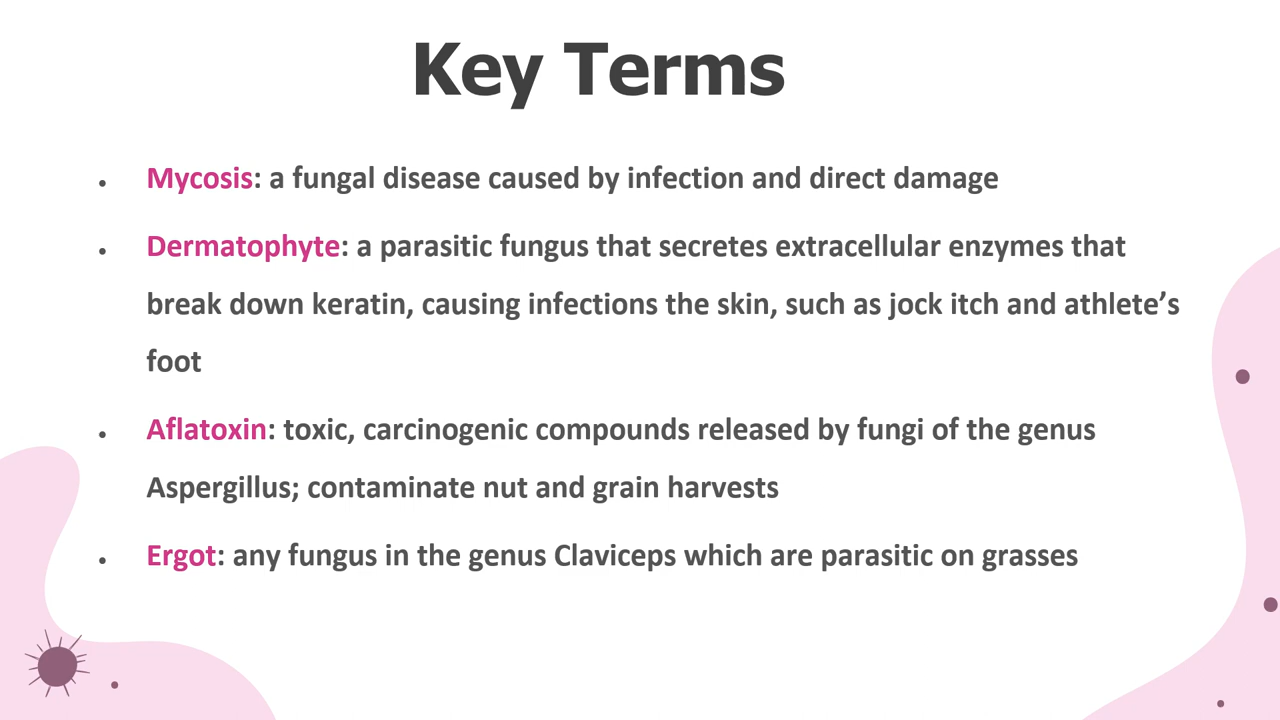 Key Terms
• Mycosis: a fungal disease caused by infection and direct damage
• Dermatophyte: a parasitic fungus that secretes extracellular enzymes that
break down keratin, causing infections the skin, such as jock itch and athlete’s
foot
• Aflatoxin: toxic, carcinogenic compounds released by fungi of the genus
Aspergillus; contaminate nut and grain harvests
• Ergot: any fungus in the genus Claviceps which are parasitic on grasses